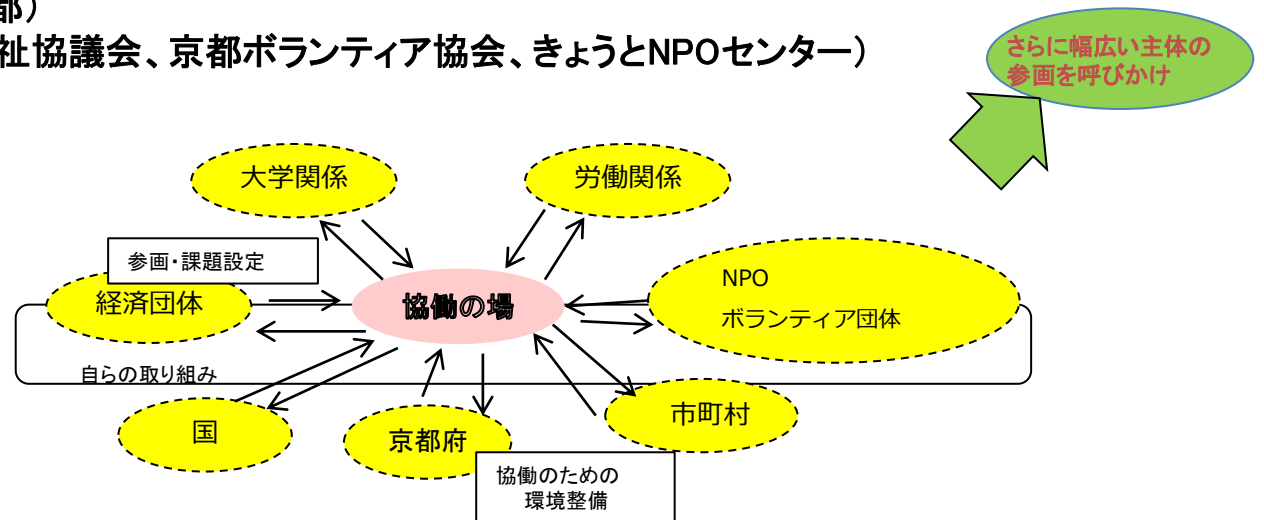 都）
祉協議会、京都ボランティア協会、きょうとNPOセンター）
さらに幅広い主体の
参画を呼びかけ
大学関係
労働関係
参画・課題設定
経済団体
協働の場
NPO
ボランティア団体
自らの取り組み
国
京都府
市町村
協働のための
環境整備